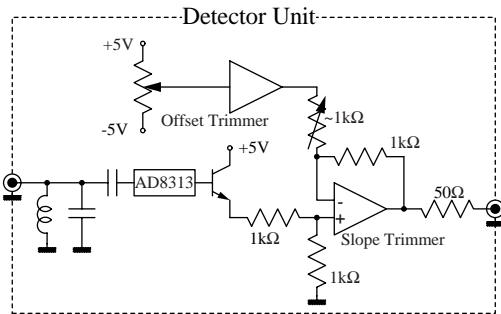 Detector Unit
+5V
-5V
Offset Trimmer
~1kΩ
1kΩ
+5V
AD8313
1kΩ
-
+
Slope Trimmer
50Ω
1kΩ